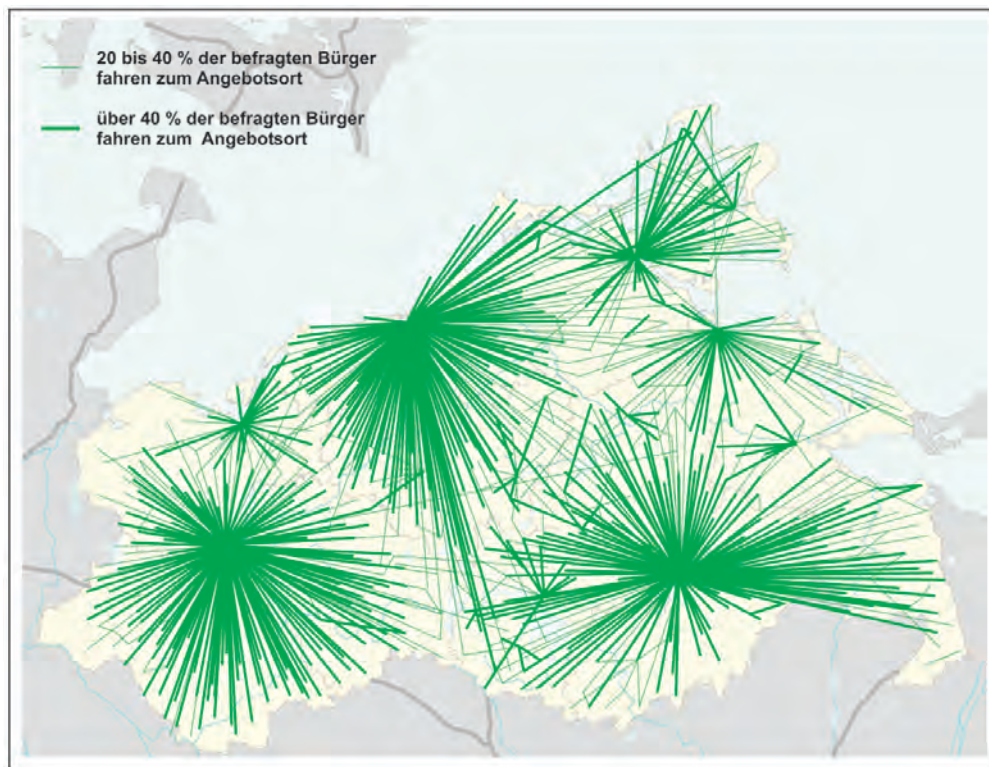 20 bis 40 % der befragten Bürger
fahren zum Angebotsort
über 40 % der befragten Bürger
fahren zum Angebotsort